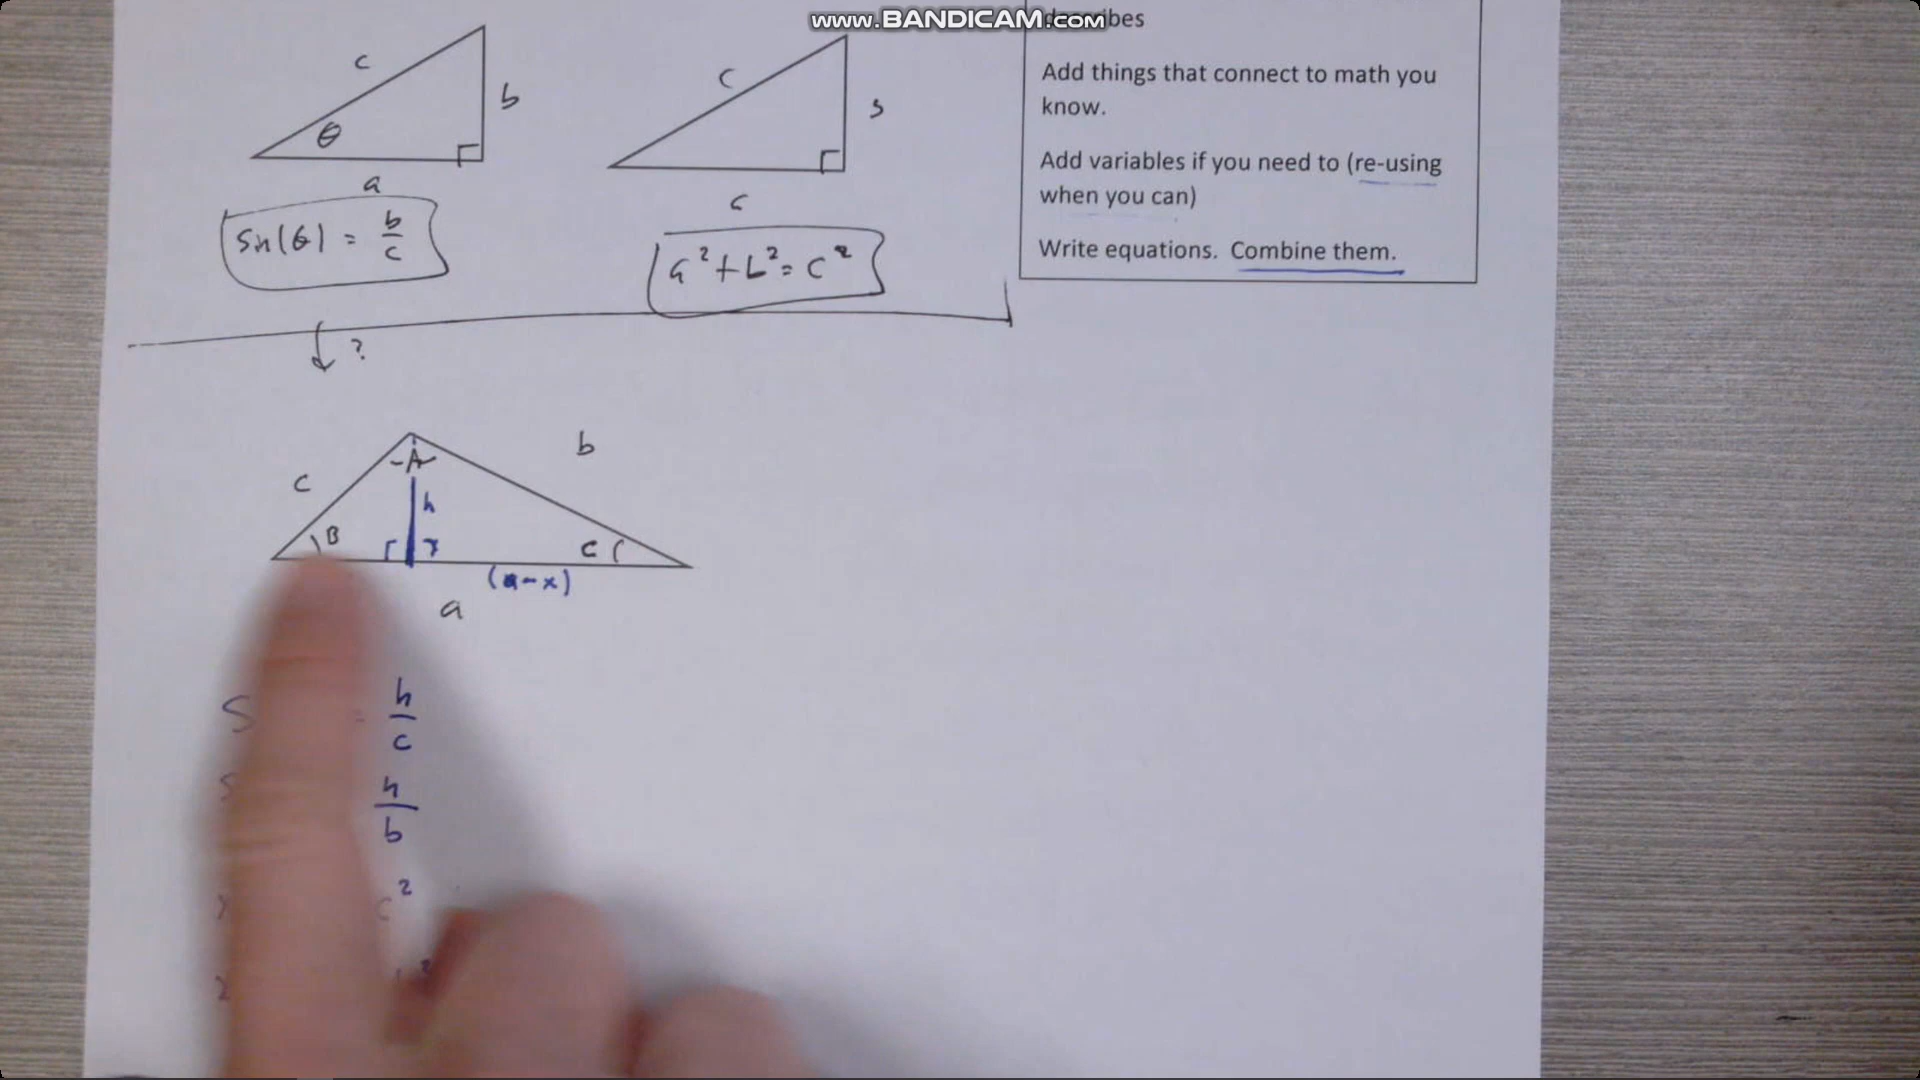 www.BANDICAM.com
Add things that connect to math you
know.
Add variables if you need to (re-using
when you can)
Write equations. Combine them.
c
b
θ
a
sin(θ) = b/c
c
c
a² + b² = c²
?
c
b
A
h
B
C
(a-x)
a
= h/c
h/b
c²